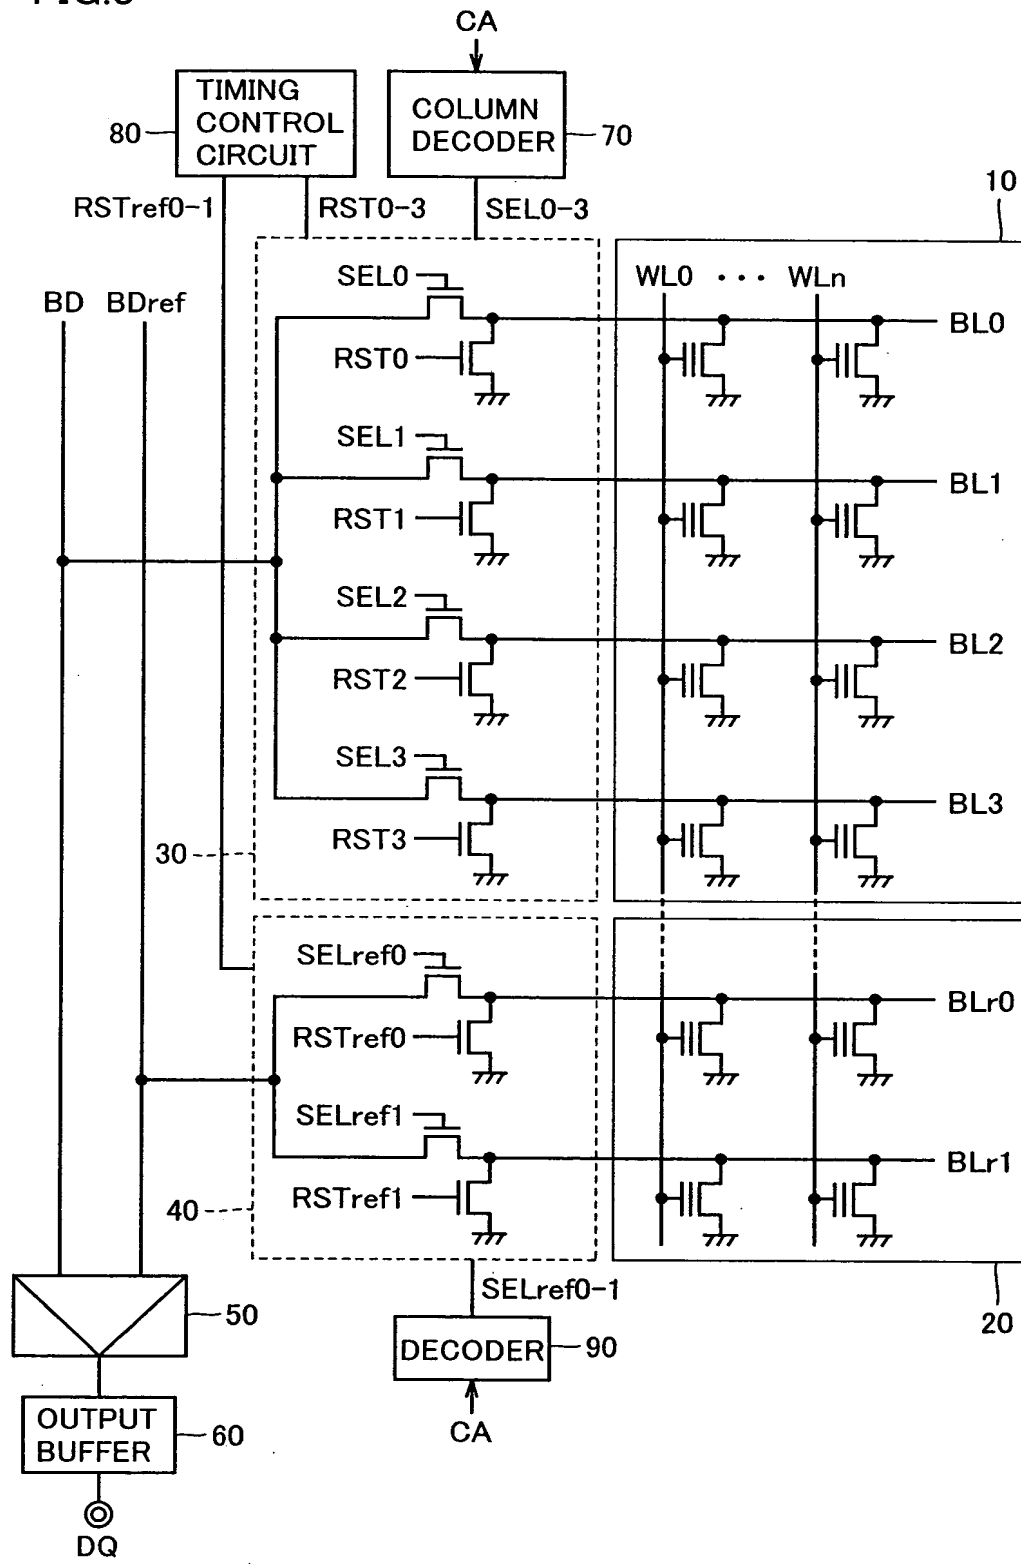 CA
TIMING
CONTROL
CIRCUIT
80
COLUMN
DECODER
70
RSTref0-1
RST0-3
SEL0-3
10
BD
BDref
SEL0
WL0 ··· WLn
BL0
RST0
SEL1
BL1
RST1
SEL2
BL2
RST2
SEL3
BL3
RST3
30
SELref0
BLr0
RSTref0
SELref1
BLr1
RSTref1
40
SELref0-1
50
20
DECODER
90
CA
OUTPUT
BUFFER
60
DQ